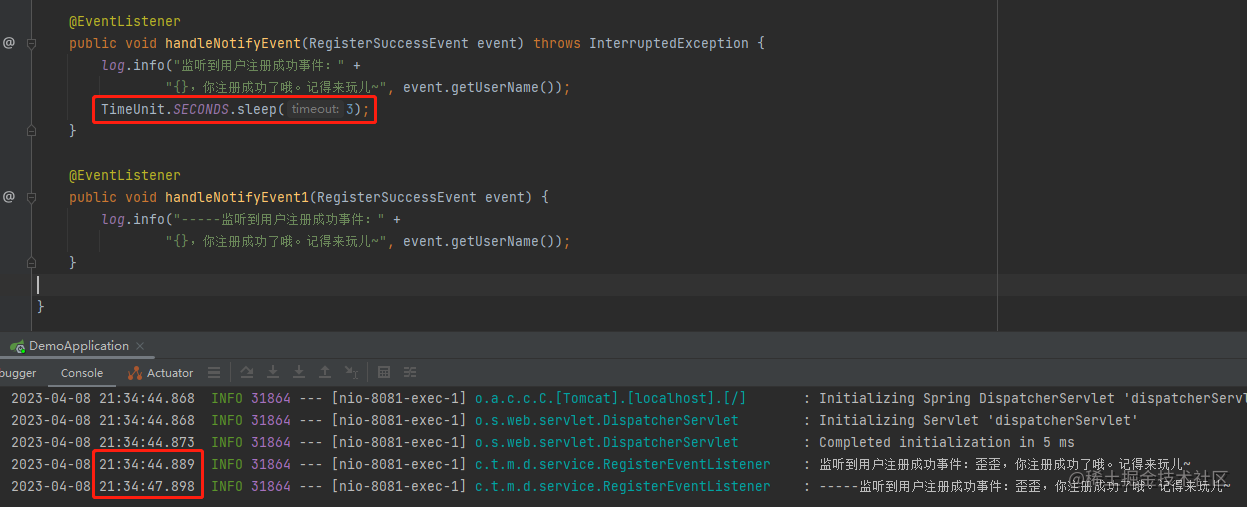 @EventListener
public void handleNotifyEvent(RegisterSuccessEvent event) throws InterruptedException {
log.info("监听到用户注册成功事件：" +
"{}，你注册成功了哦。记得来玩儿~", event.getUserName());
TimeUnit.SECONDS.sleep( timeout: 3);
}
@EventListener
public void handleNotifyEvent1(RegisterSuccessEvent event) {
log.info("-----监听到用户注册成功事件：" +
"{}，你注册成功了哦。记得来玩儿~", event.getUserName());
}
}
DemoApplication ×
bugger Console Actuator
2023-04-08 21:34:44.868 INFO 31864 --- [nio-8081-exec-1] o.a.c.c.C.[Tomcat].[localhost].[/] : Initializing Spring DispatcherServlet 'dispatcherServl
2023-04-08 21:34:44.868 INFO 31864 --- [nio-8081-exec-1] o.s.web.servlet.DispatcherServlet : Initializing Servlet 'dispatcherServlet'
2023-04-08 21:34:44.873 INFO 31864 --- [nio-8081-exec-1] o.s.web.servlet.DispatcherServlet : Completed initialization in 5 ms
2023-04-08 21:34:44.889 INFO 31864 --- [nio-8081-exec-1] c.t.m.d.service.RegisterEventListener : 监听到用户注册成功事件：歪歪，你注册成功了哦。记得来玩儿~
2023-04-08 21:34:47.898 INFO 31864 --- [nio-8081-exec-1] c.t.m.d.service.RegisterEventListener : -----监听到用户注册成功事件：歪歪，你注册成功了哦。记得来玩儿~
@稀土掘金技术社区